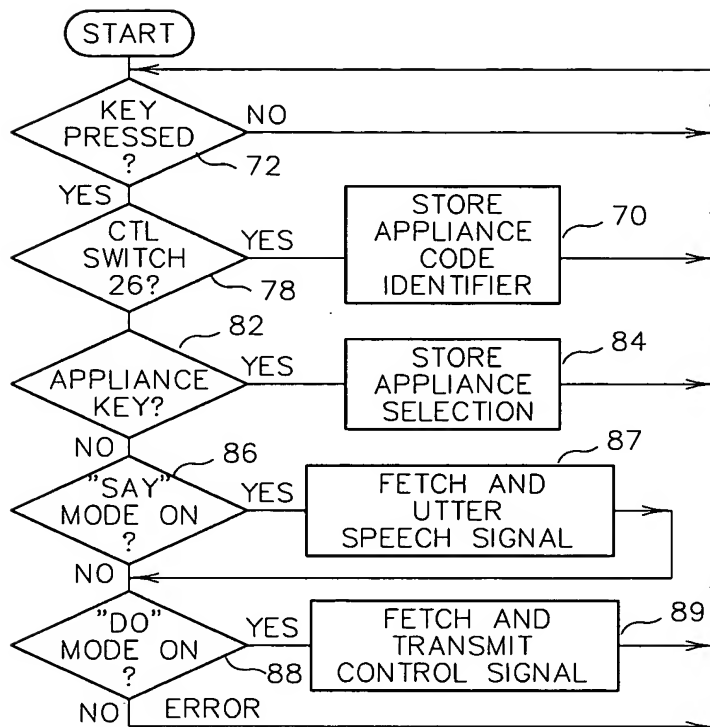 START
KEY
PRESSED
?
NO
72
YES
CTL
SWITCH
26?
YES
78
STORE
APPLIANCE
CODE
IDENTIFIER
70
82
APPLIANCE
KEY?
YES
STORE
APPLIANCE
SELECTION
84
NO
86
"SAY"
MODE ON
?
YES
FETCH AND
UTTER
SPEECH SIGNAL
87
NO
"DO"
MODE ON
?
YES
88
FETCH AND
TRANSMIT
CONTROL SIGNAL
89
NO ERROR